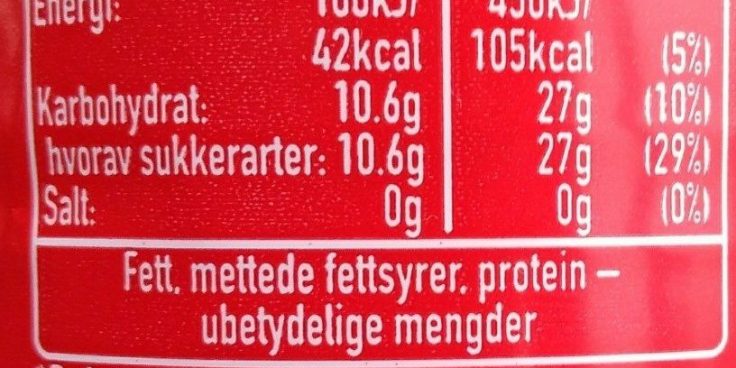 Energi:
42kcal 105kcal (5%)
Karbohydrat: 10.6g 27g (10%)
hvorav sukkerarter: 10.6g 27g (29%)
Salt: 0g 0g (0%)
Fett, mettede fettsyrer, protein –
ubetydelige mengder